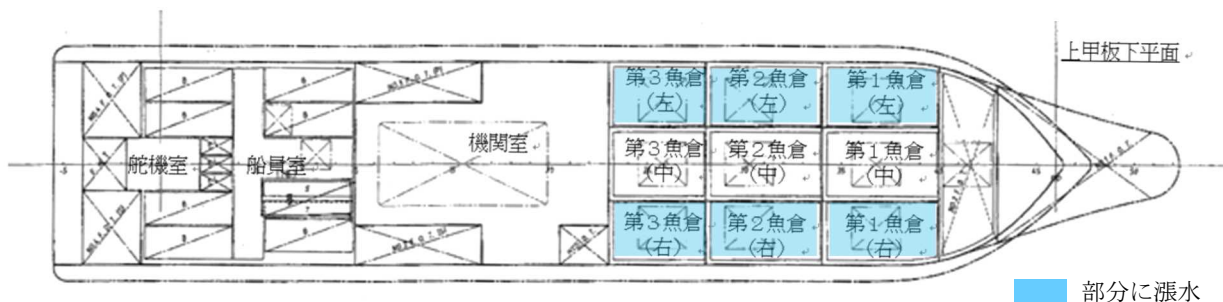 上甲板下平面
第3魚倉
(左)
第2魚倉
(左)
第1魚倉
(左)
舵機室
船員室
機関室
第3魚倉
(中)
第2魚倉
(中)
第1魚倉
(中)
第3魚倉
(右)
第2魚倉
(右)
第1魚倉
(右)
部分に漲水